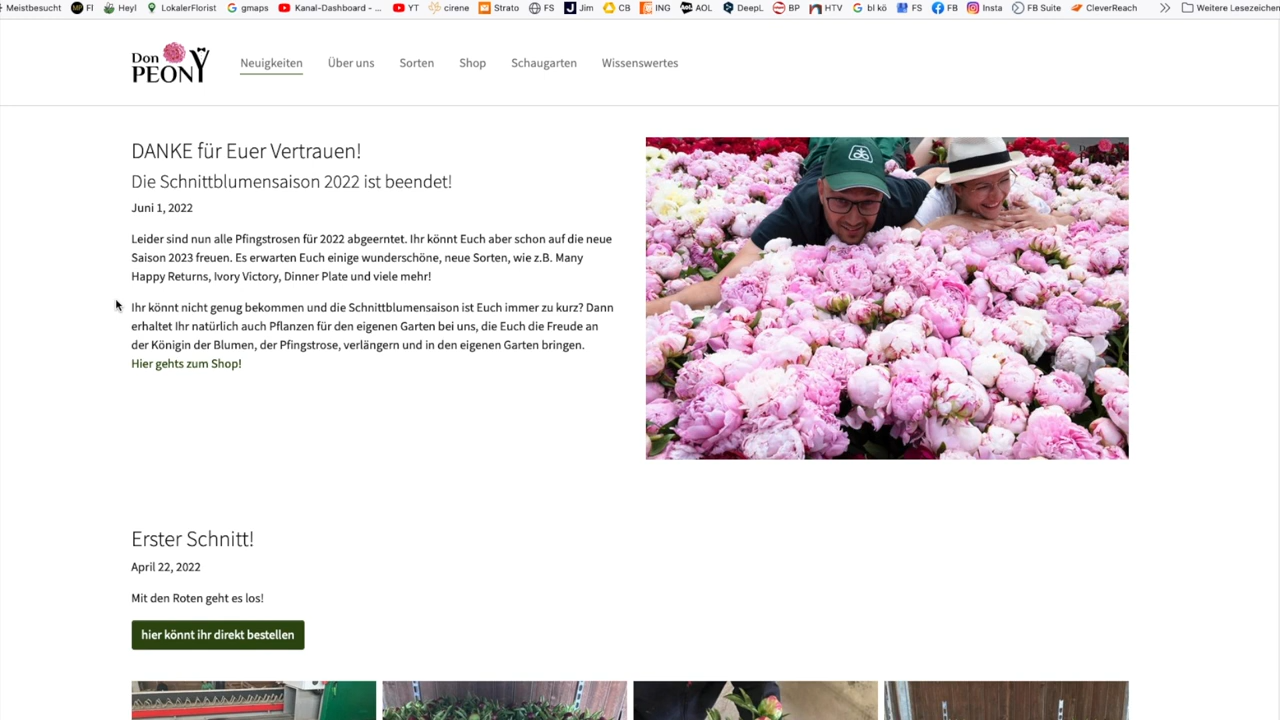 Meistbesucht FI Heyl LokalerFlorist gmaps Kanal-Dashboard - ... YT cirene Strato FS Jim CB ING AOL DeepL BP HTV bl kö FS FB Insta FB Suite CleverReach Weitere Lesezeichen
Don
PEONY
Neuigkeiten Über uns Sorten Shop Schaugarten Wissenswertes
DANKE für Euer Vertrauen!
Die Schnittblumensaison 2022 ist beendet!
Juni 1, 2022
Leider sind nun alle Pfingstrosen für 2022 abgeerntet. Ihr könnt Euch aber schon auf die neue
Saison 2023 freuen. Es erwarten Euch einige wunderschöne, neue Sorten, wie z.B. Many
Happy Returns, Ivory Victory, Dinner Plate und viele mehr!
Ihr könnt nicht genug bekommen und die Schnittblumensaison ist Euch immer zu kurz? Dann
erhaltet Ihr natürlich auch Pflanzen für den eigenen Garten bei uns, die Euch die Freude an
der Königin der Blumen, der Pfingstrose, verlängern und in den eigenen Garten bringen.
Hier gehts zum Shop!
Erster Schnitt!
April 22, 2022
Mit den Roten geht es los!
hier könnt ihr direkt bestellen